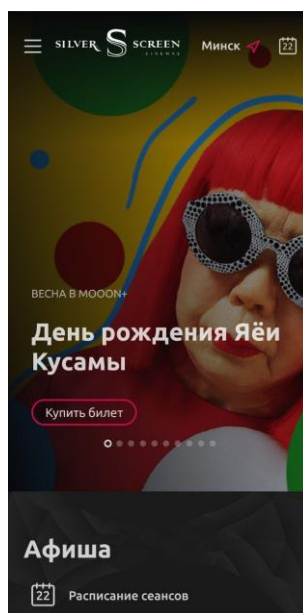 SILVER SCREEN
CINEMAS
Минск
22
ВЕСНА В MOOON+
День рождения Яёи
Кусамы
Купить билет
Афиша
22
Расписание сеансов